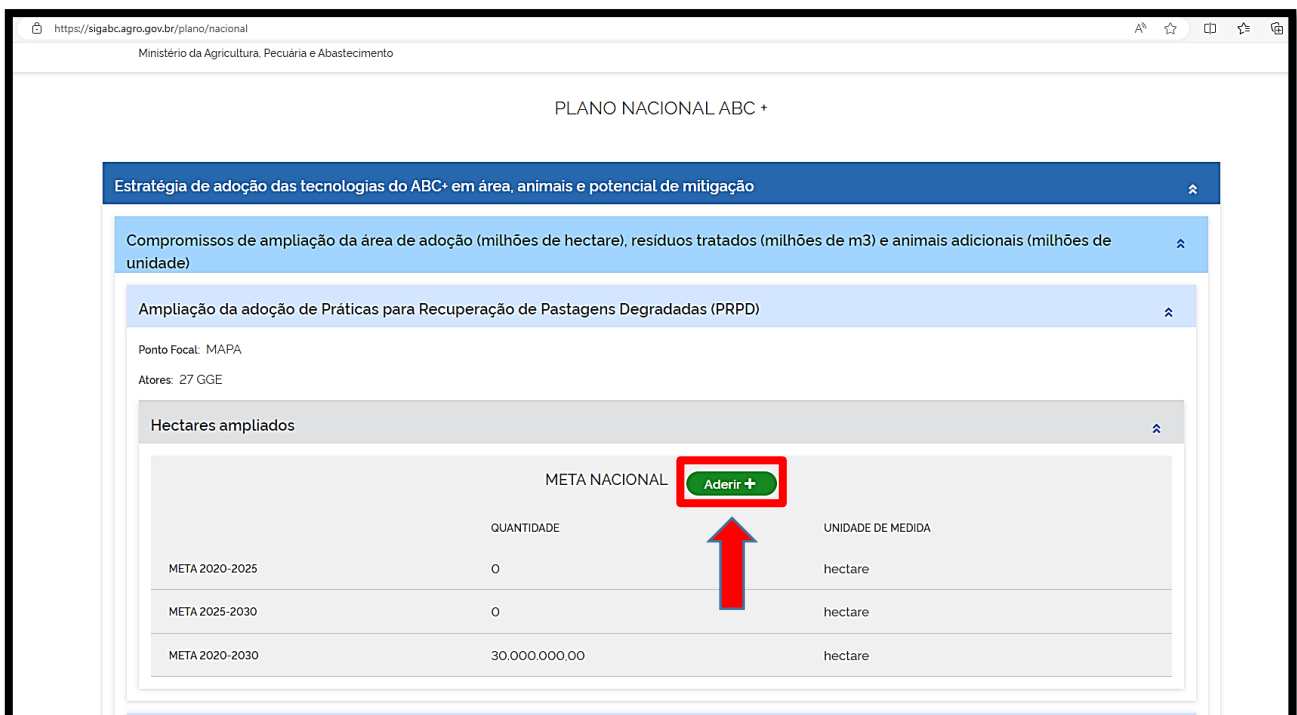 https://sigabc.agro.gov.br/plano/nacional
Ministério da Agricultura, Pecuária e Abastecimento
PLANO NACIONAL ABC +
Estratégia de adoção das tecnologias do ABC+ em área, animais e potencial de mitigação
Compromissos de ampliação da área de adoção (milhões de hectare), resíduos tratados (milhões de m3) e animais adicionais (milhões de
unidade)
Ampliação da adoção de Práticas para Recuperação de Pastagens Degradadas (PRPD)
Ponto Focal: MAPA
Atores: 27 GGE
Hectares ampliados
META NACIONAL Aderir +
QUANTIDADE UNIDADE DE MEDIDA
META 2020-2025 0 hectare
META 2025-2030 0 hectare
META 2020-2030 30.000.000,00 hectare